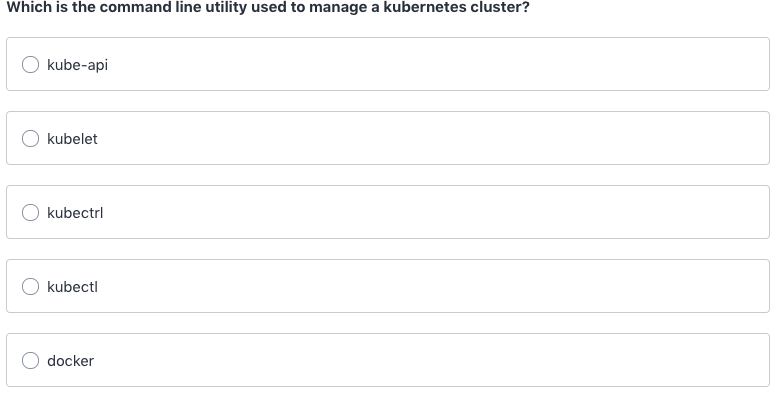 Which is the command line utility used to manage a kubernetes cluster?
kube-api
kubelet
kubectrl
kubectl
docker